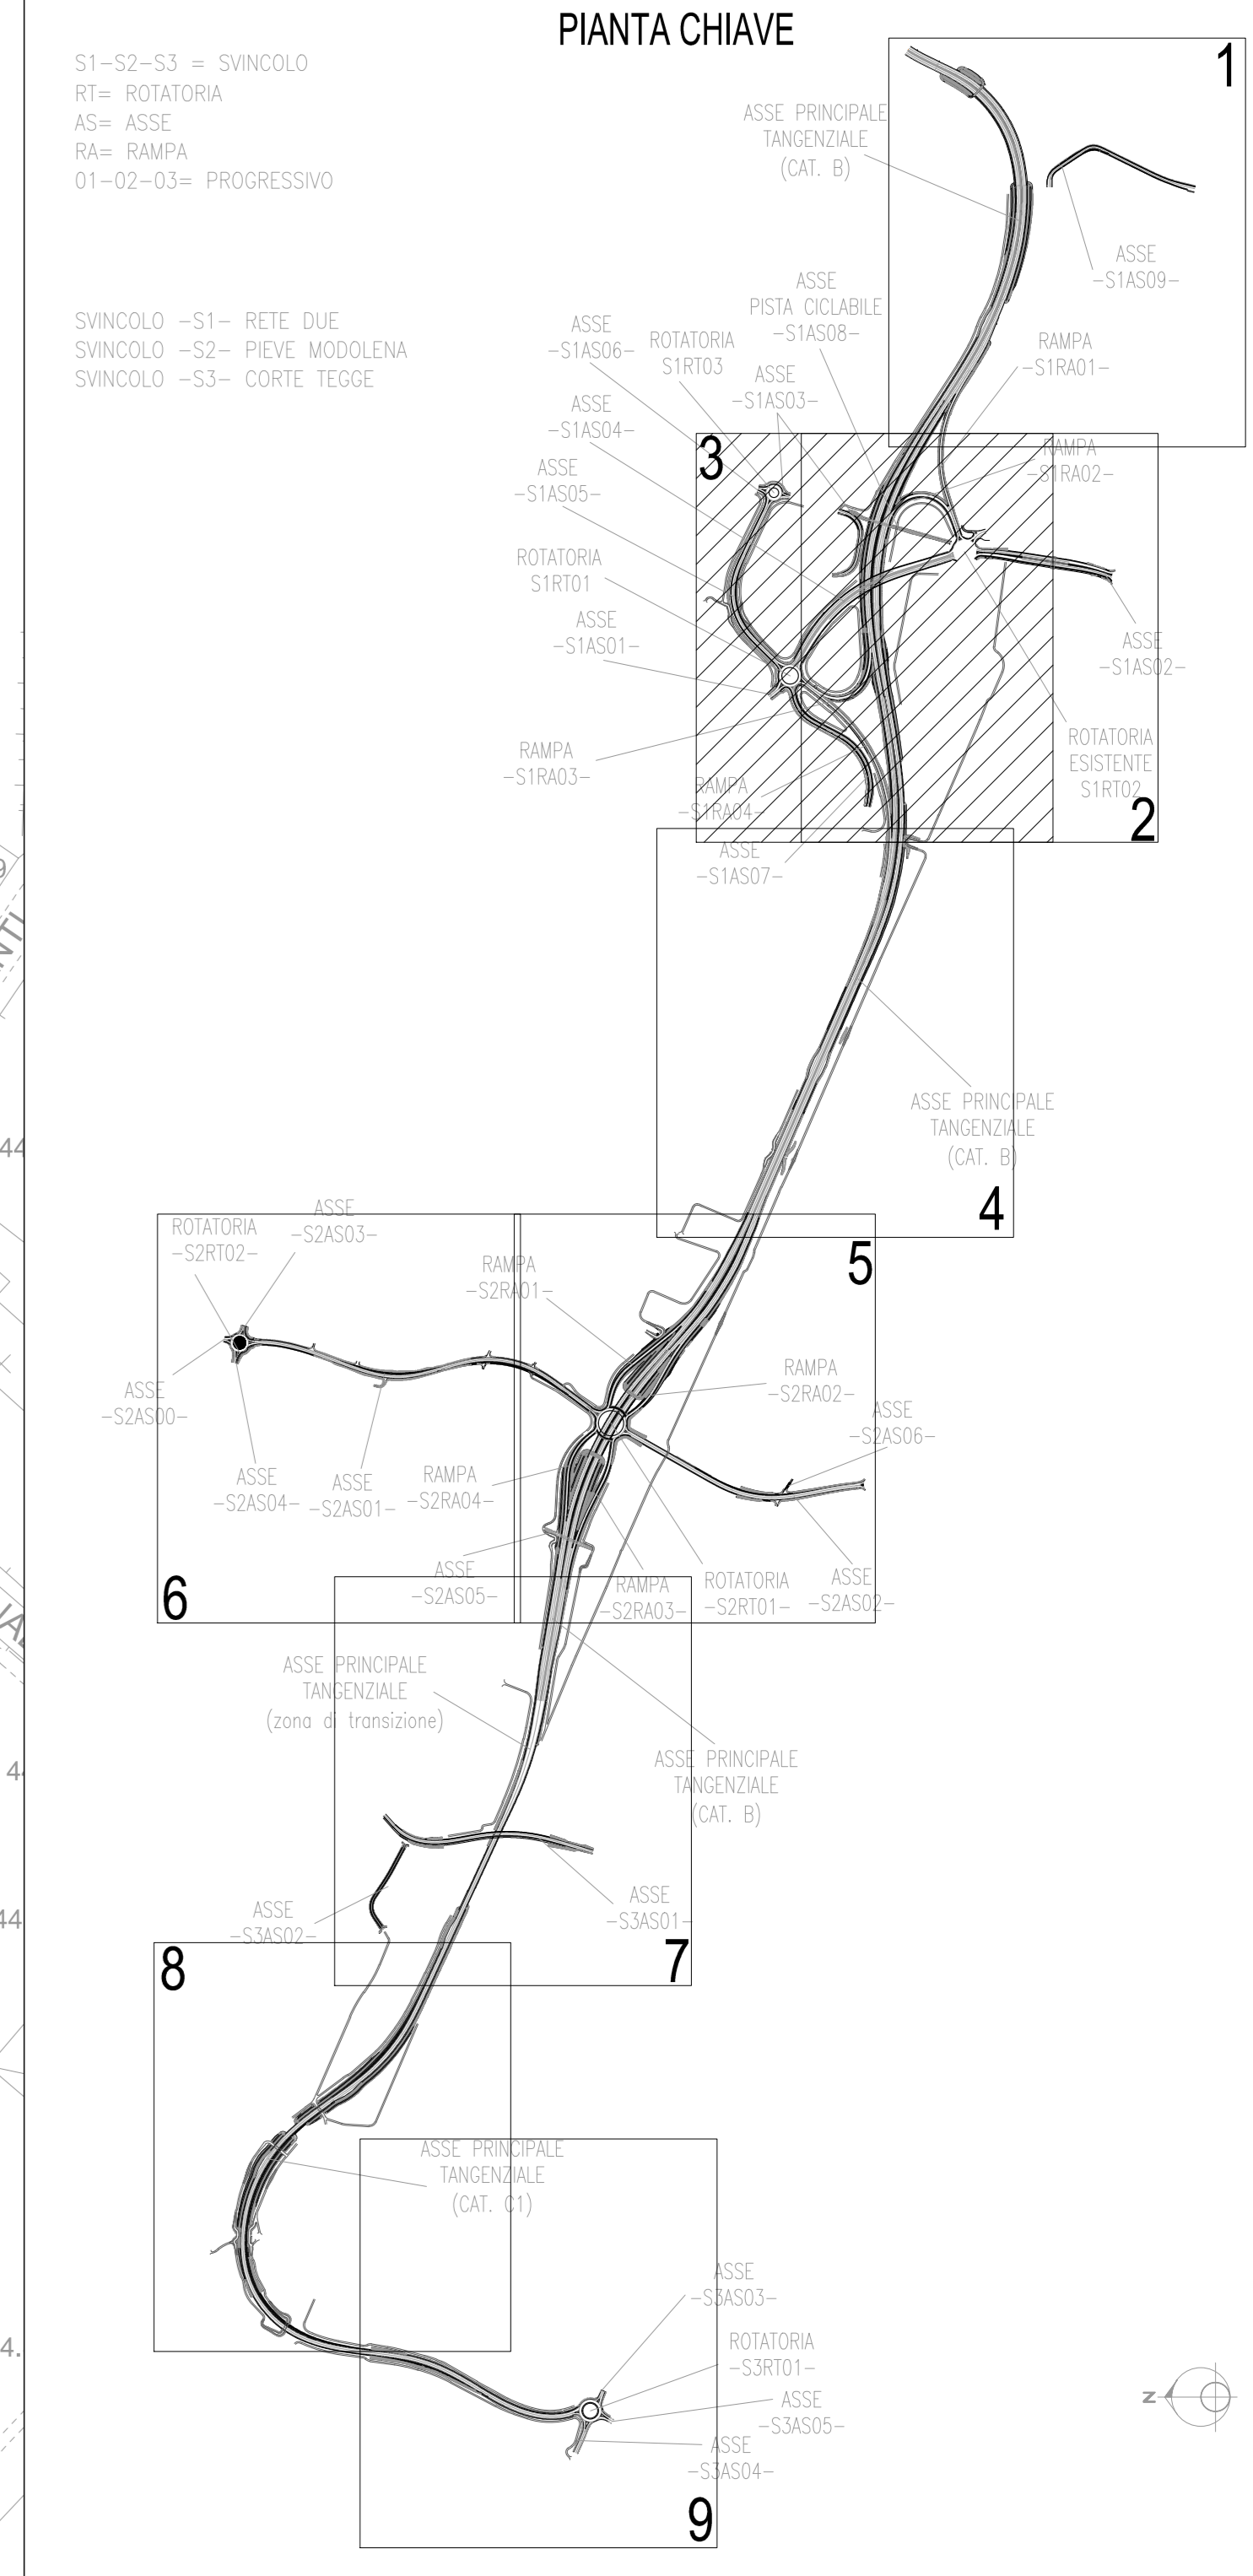 PIANTA CHIAVE
S1-S2-S3 = SVINCOLO
RT= ROTATORIA
AS= ASSE
RA= RAMPA
01-02-03= PROGRESSIVO
SVINCOLO -S1- RETE DUE
SVINCOLO -S2- PIEVE MODOLENA
SVINCOLO -S3- CORTE TEGGE
1
ASSE PRINCIPALE
TANGENZIALE
(CAT. B)
ASSE
-S1AS09-
ASSE
PISTA CICLABILE
-S1AS08-
ASSE
-S1AS06-
ROTATORIA
S1RT03
RAMPA
-S1RA01-
ASSE
-S1AS03-
ASSE
-S1AS04-
3
RAMPA
-S1RA02-
ASSE
-S1AS05-
ROTATORIA
S1RT01
ASSE
-S1AS01-
ASSE
-S1AS02-
RAMPA
-S1RA03-
ROTATORIA
ESISTENTE
S1RT02
RAMPA
-S1RA04-
2
ASSE
-S1AS07-
ASSE PRINCIPALE
TANGENZIALE
(CAT. B)
4
ROTATORIA
-S2RT02-
ASSE
-S2AS03-
RAMPA
-S2RA01-
5
ASSE
-S2AS00-
RAMPA
-S2RA02-
ASSE
-S2AS06-
ASSE
-S2AS04-
ASSE
-S2AS01-
RAMPA
-S2RA04-
ASSE
-S2AS05-
RAMPA
-S2RA03-
ROTATORIA
-S2RT01-
ASSE
-S2AS02-
6
ASSE PRINCIPALE
TANGENZIALE
(zona di transizione)
ASSE PRINCIPALE
TANGENZIALE
(CAT. B)
ASSE
-S3AS02-
ASSE
-S3AS01-
7
8
ASSE PRINCIPALE
TANGENZIALE
(CAT. C1)
ASSE
-S3AS03-
ROTATORIA
-S3RT01-
ASSE
-S3AS05-
ASSE
-S3AS04-
9
N
44
44